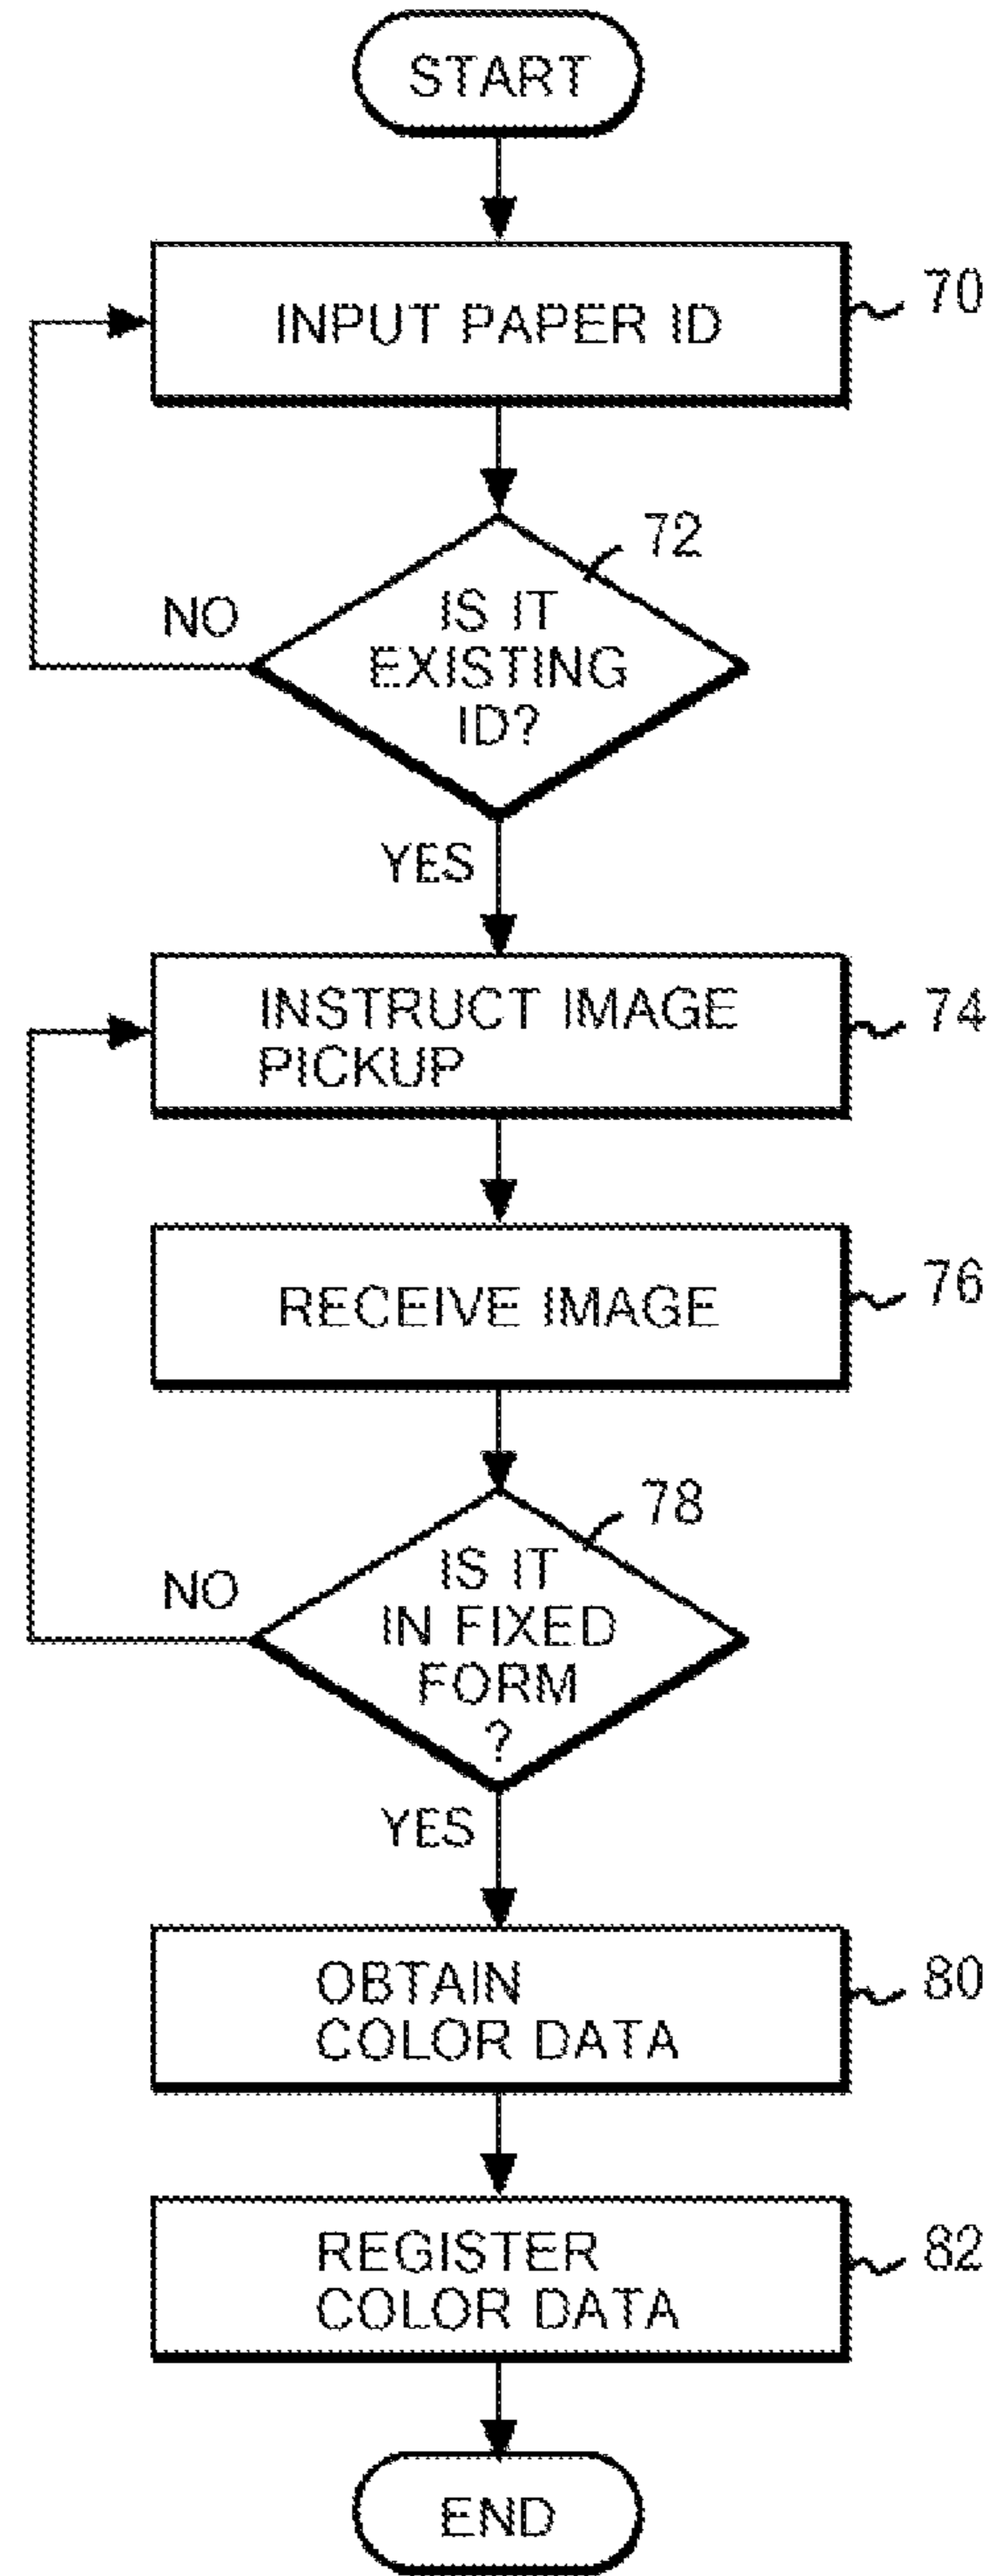 START
INPUT PAPER ID
70
72
IS IT
EXISTING
ID?
NO
YES
INSTRUCT IMAGE
PICKUP
74
RECEIVE IMAGE
76
78
IS IT
IN FIXED
FORM
?
NO
YES
OBTAIN
COLOR DATA
80
REGISTER
COLOR DATA
82
END